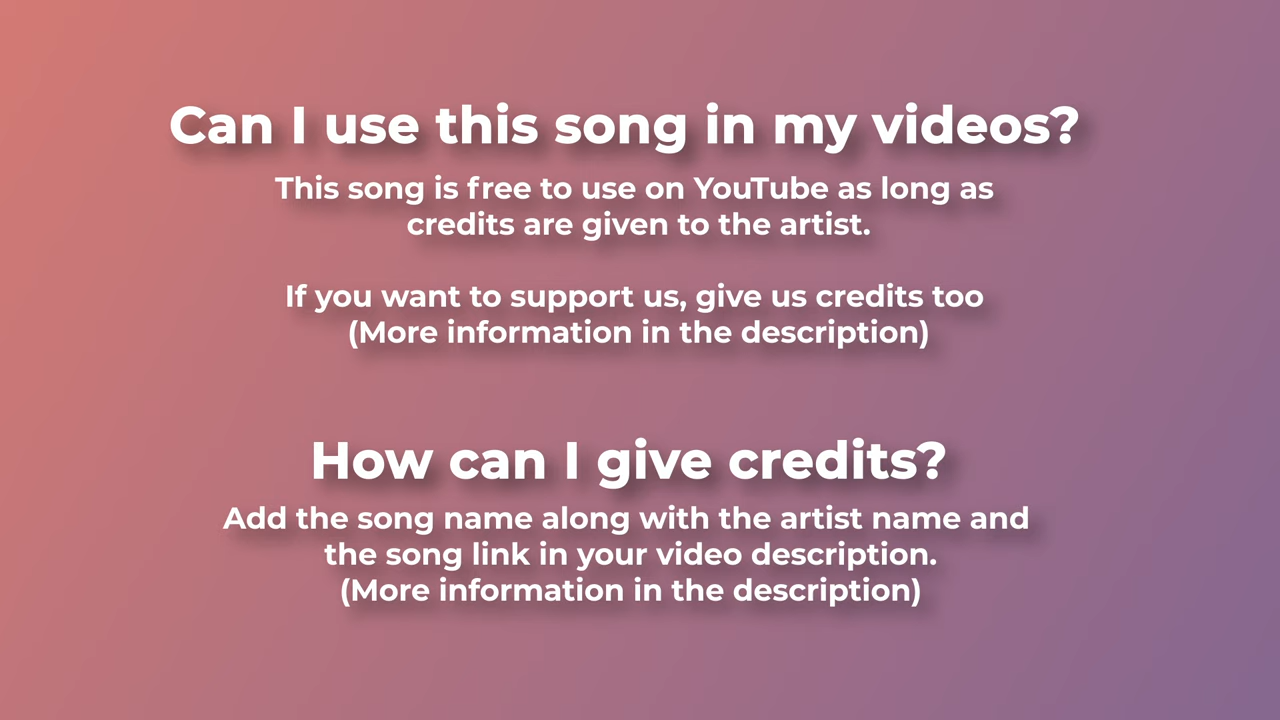 Can I use this song in my videos?
This song is free to use on YouTube as long as
credits are given to the artist.
If you want to support us, give us credits too
(More information in the description)
How can I give credits?
Add the song name along with the artist name and
the song link in your video description.
(More information in the description)